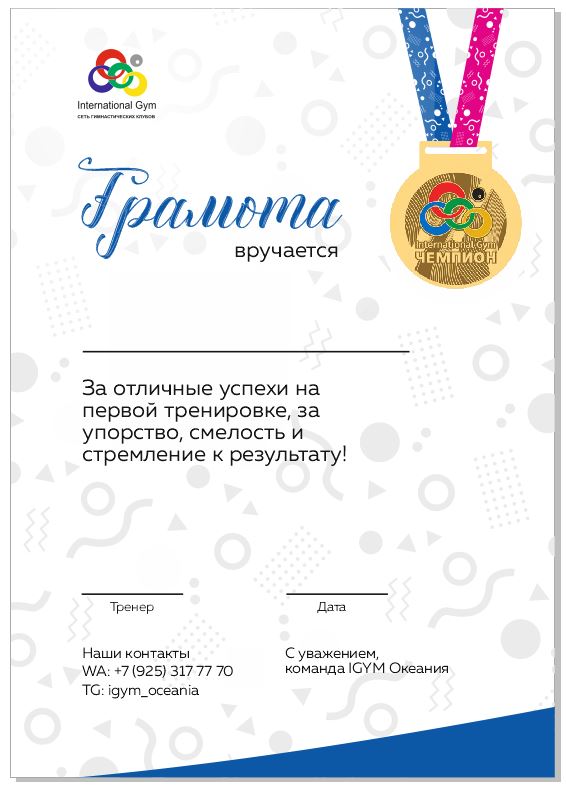 International Gym
СЕТЬ ГИМНАСТИЧЕСКИХ КЛУБОВ
Грамота
вручается
International Gym
ЧЕМПИОН
За отличные успехи на
первой тренировке, за
упорство, смелость и
стремление к результату!
Тренер
Дата
Наши контакты
WA: +7 (925) 317 77 70
TG: igym_oceania
С уважением,
команда IGYM Океания